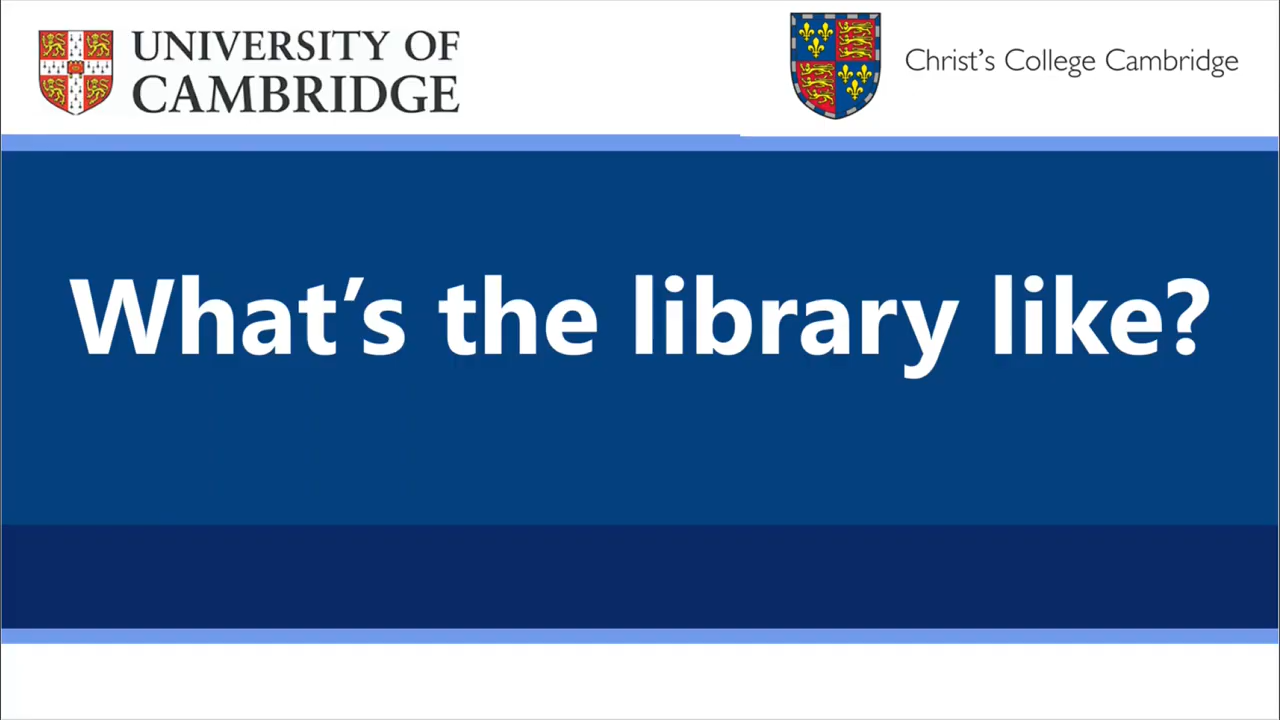 UNIVERSITY OF
CAMBRIDGE
Christ's College Cambridge
What's the library like?